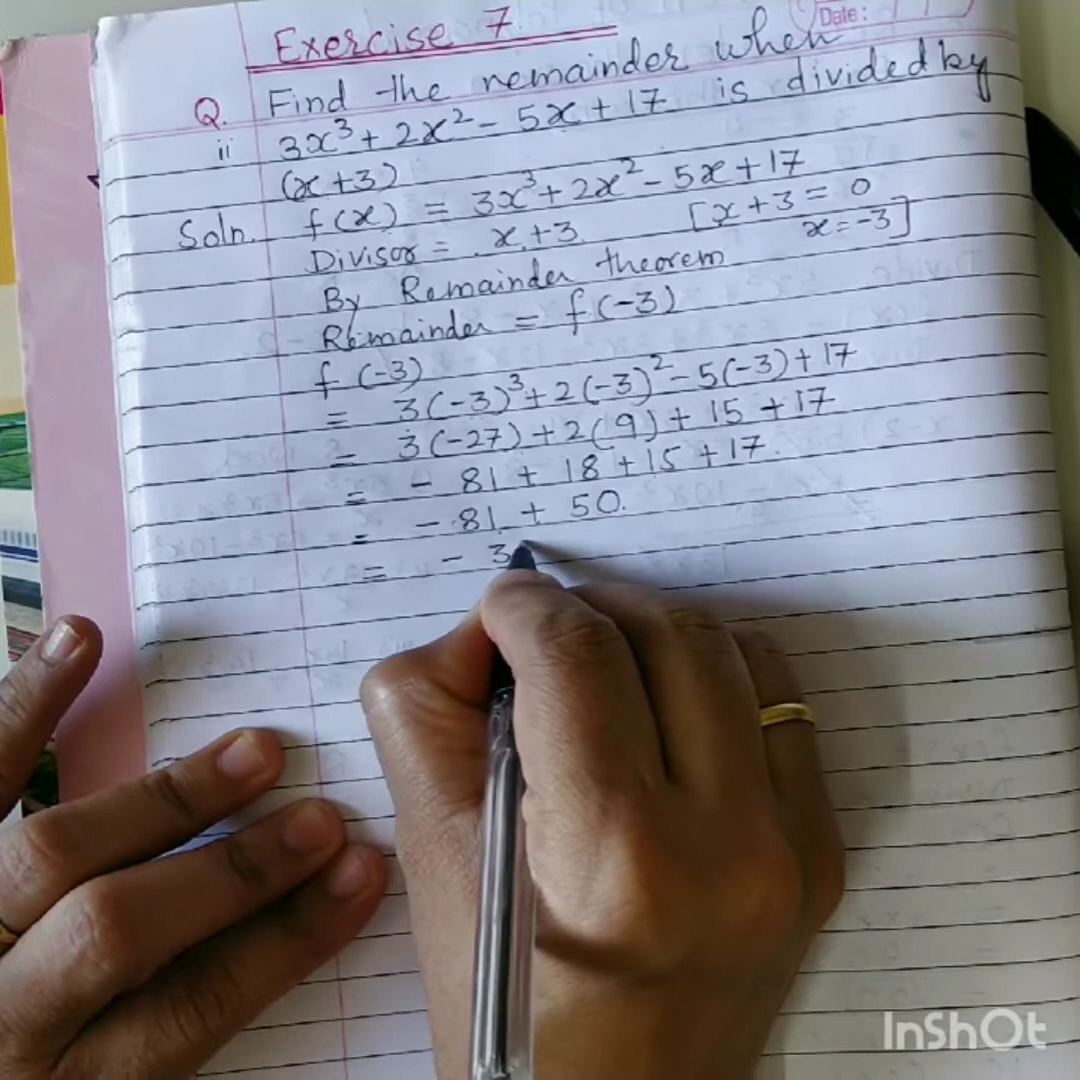 Date:
Exercise 7
Q. Find the remainder when
ii 3x³ + 2x² - 5x + 17 is divided by
(x + 3)
Soln. f(x) = 3x³ + 2x² - 5x + 17
Divisor = x + 3 [x + 3 = 0
x = -3]
By Remainder theorem
Remainder = f(-3)
f(-3)
= 3(-3)³ + 2(-3)² - 5(-3) + 17
= 3(-27) + 2(9) + 15 + 17
= - 81 + 18 + 15 + 17.
= - 81 + 50.
= - 3
InShOt